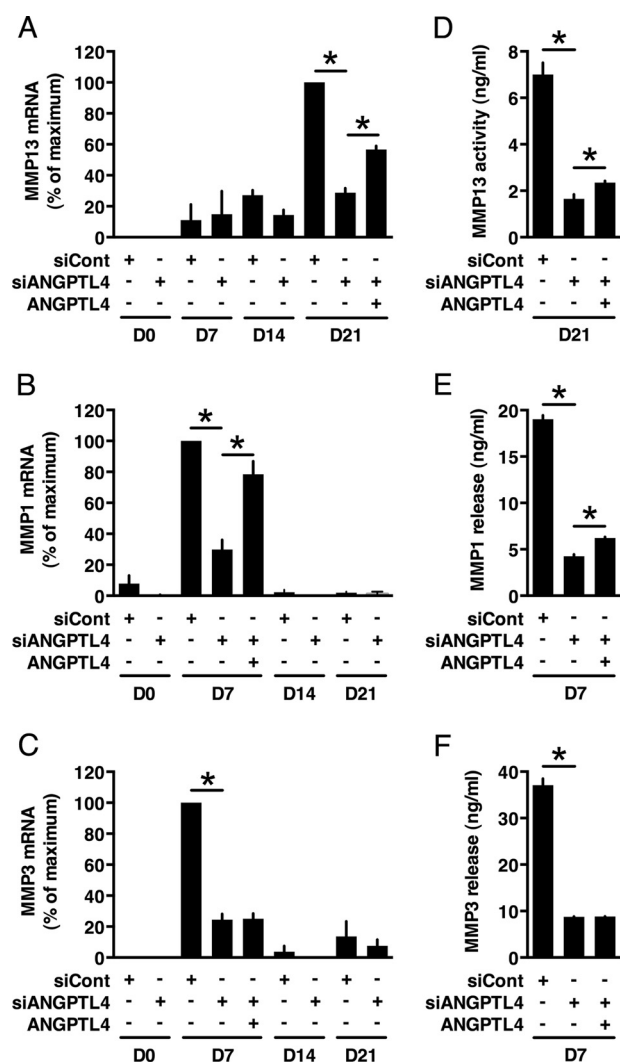 A
MMP13 mRNA
(% of maximum)
120
100
80
60
40
20
0
* *
siCont + - + - + - + - -
siANGPTL4 - + - + - + - + +
ANGPTL4 - - - - - - - - +
D0 D7 D14 D21
D
MMP13 activity (ng/ml)
8
6
4
2
0
* *
siCont + - -
siANGPTL4 - + +
ANGPTL4 - - +
D21
B
MMP1 mRNA
(% of maximum)
120
100
80
60
40
20
0
* *
siCont + - + - - + - + -
siANGPTL4 - + - + + - + - +
ANGPTL4 - - - - + - - - -
D0 D7 D14 D21
E
MMP1 release (ng/ml)
20
15
10
5
0
* *
siCont + - -
siANGPTL4 - + +
ANGPTL4 - - +
D7
C
MMP3 mRNA
(% of maximum)
120
100
80
60
40
20
0
*
siCont + - + - - + - + -
siANGPTL4 - + - + + - + - +
ANGPTL4 - - - - + - - - -
D0 D7 D14 D21
F
MMP3 release (ng/ml)
40
30
20
10
0
*
siCont + - -
siANGPTL4 - + +
ANGPTL4 - - +
D7